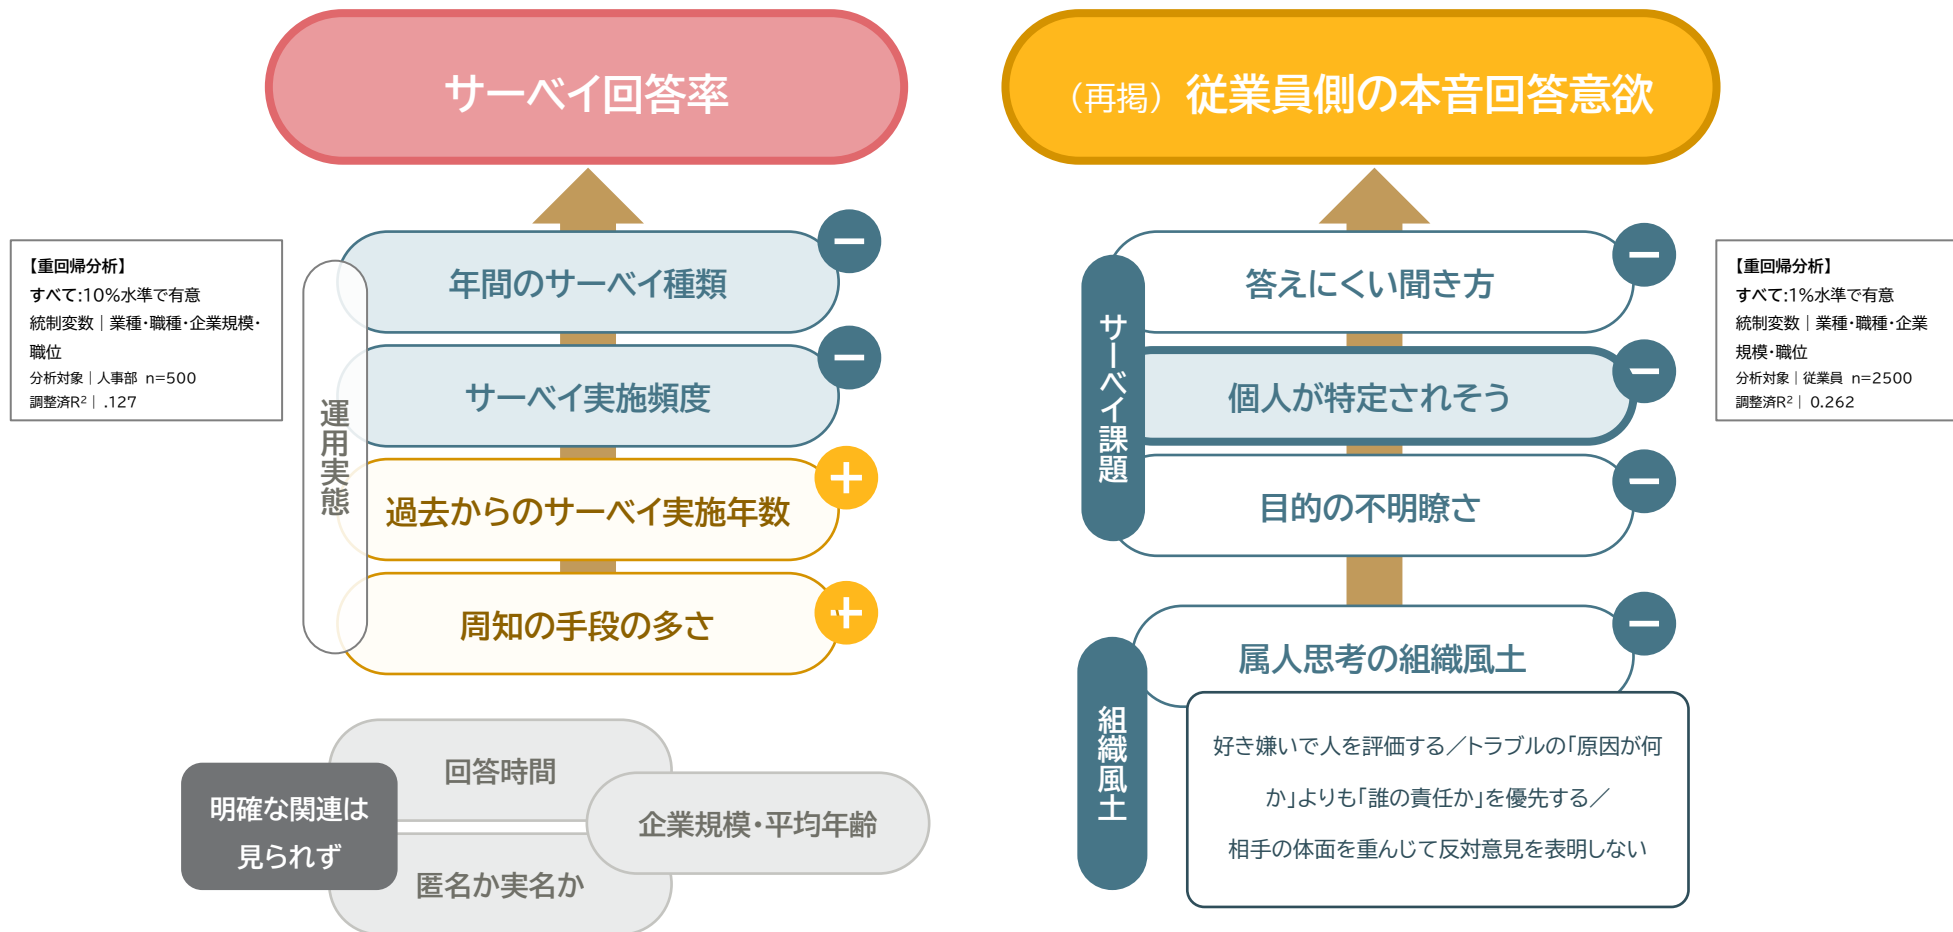 サーベイ回答率
（再掲）従業員側の本音回答意欲
【重回帰分析】
すべて:10%水準で有意
統制変数｜業種・職種・企業規模・
職位
分析対象｜人事部 n=500
調整済R²｜.127
運用実態
年間のサーベイ種類
−
サーベイ実施頻度
−
過去からのサーベイ実施年数
+
周知の手段の多さ
+
明確な関連は
見られず
回答時間
企業規模・平均年齢
匿名か実名か
サーベイ課題
答えにくい聞き方
−
個人が特定されそう
−
目的の不明瞭さ
−
組織風土
属人思考の組織風土
−
好き嫌いで人を評価する／トラブルの「原因が何
か」よりも「誰の責任か」を優先する／
相手の体面を重んじて反対意見を表明しない
【重回帰分析】
すべて:1%水準で有意
統制変数｜業種・職種・企業
規模・職位
分析対象｜従業員 n=2500
調整済R²｜0.262